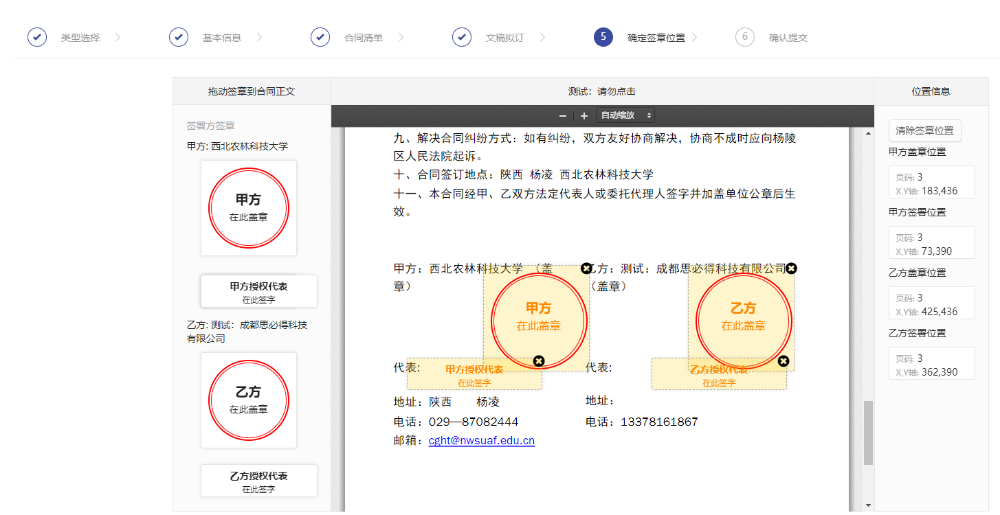 类型选择
基本信息
合同清单
文稿拟订
5 确定签章位置
6 确认提交
拖动签章到合同正文
签署方签章
甲方: 西北农林科技大学
甲方
在此盖章
甲方授权代表
在此签字
乙方: 测试：成都思必得科技
有限公司
乙方
在此盖章
乙方授权代表
在此签字
测试：请勿点击
自动缩放
九、解决合同纠纷方式：如有纠纷，双方友好协商解决，协商不成时应向杨陵
区人民法院起诉。
十、合同签订地点：陕西 杨凌 西北农林科技大学
十一、本合同经甲、乙双方法定代表人或委托代理人签字并加盖单位公章后生
效。
甲方：西北农林科技大学 （盖
章）
乙方：测试：成都思必得科技有限公司
（盖章）
甲方
在此盖章
乙方
在此盖章
代表:
甲方授权代表
在此签字
代表:
乙方授权代表
在此签字
地址：陕西 杨凌
地址：
电话：029—87082444
电话：13378161867
邮箱：cght@nwsuaf.edu.cn
位置信息
清除签章位置
甲方盖章位置
页码: 3
X,Y轴: 183,436
甲方签署位置
页码: 3
X,Y轴: 73,390
乙方盖章位置
页码: 3
X,Y轴: 425,436
乙方签署位置
页码: 3
X,Y轴: 362,390